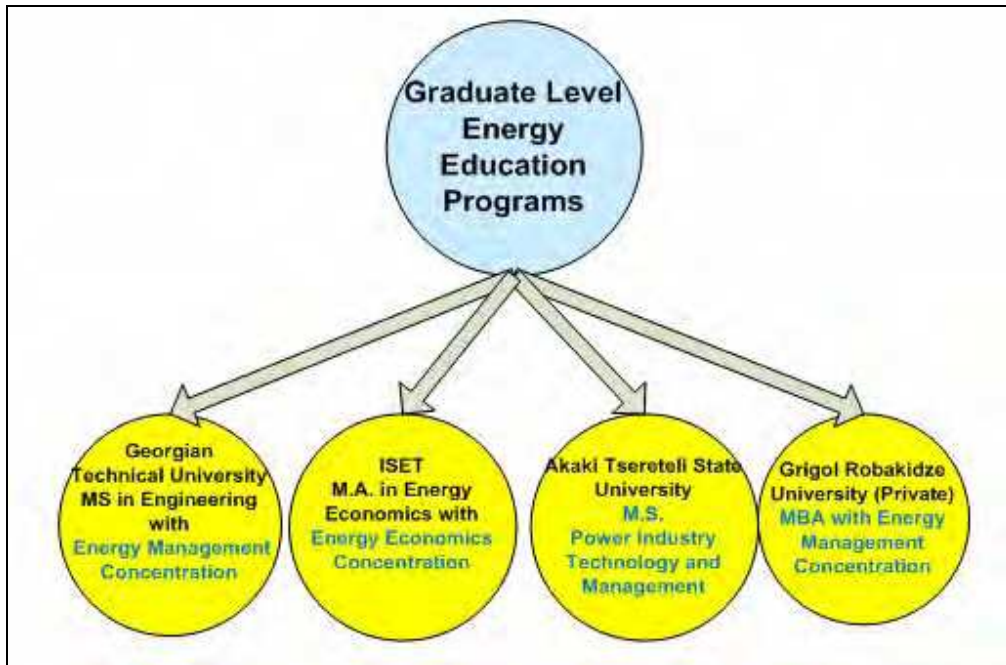 Graduate Level
Energy
Education
Programs
Georgian
Technical University
MS in Engineering
with
Energy Management
Concentration
ISET
M.A. in Energy
Economics with
Energy Economics
Concentration
Akaki Tsereteli State
University
M.S.
Power Industry
Technology and
Management
Grigol Robakidze
University (Private)
MBA with Energy
Management
Concentration